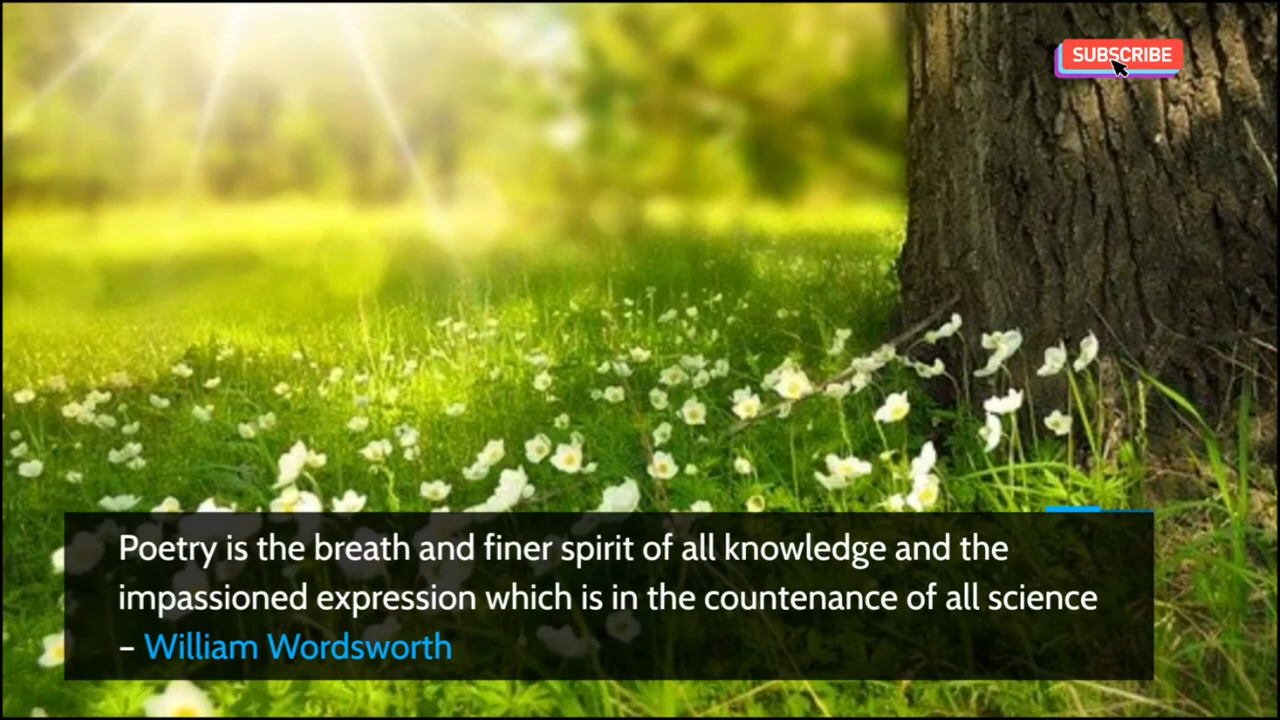 SUBSCRIBE
Poetry is the breath and finer spirit of all knowledge and the
impassioned expression which is in the countenance of all science
– William Wordsworth